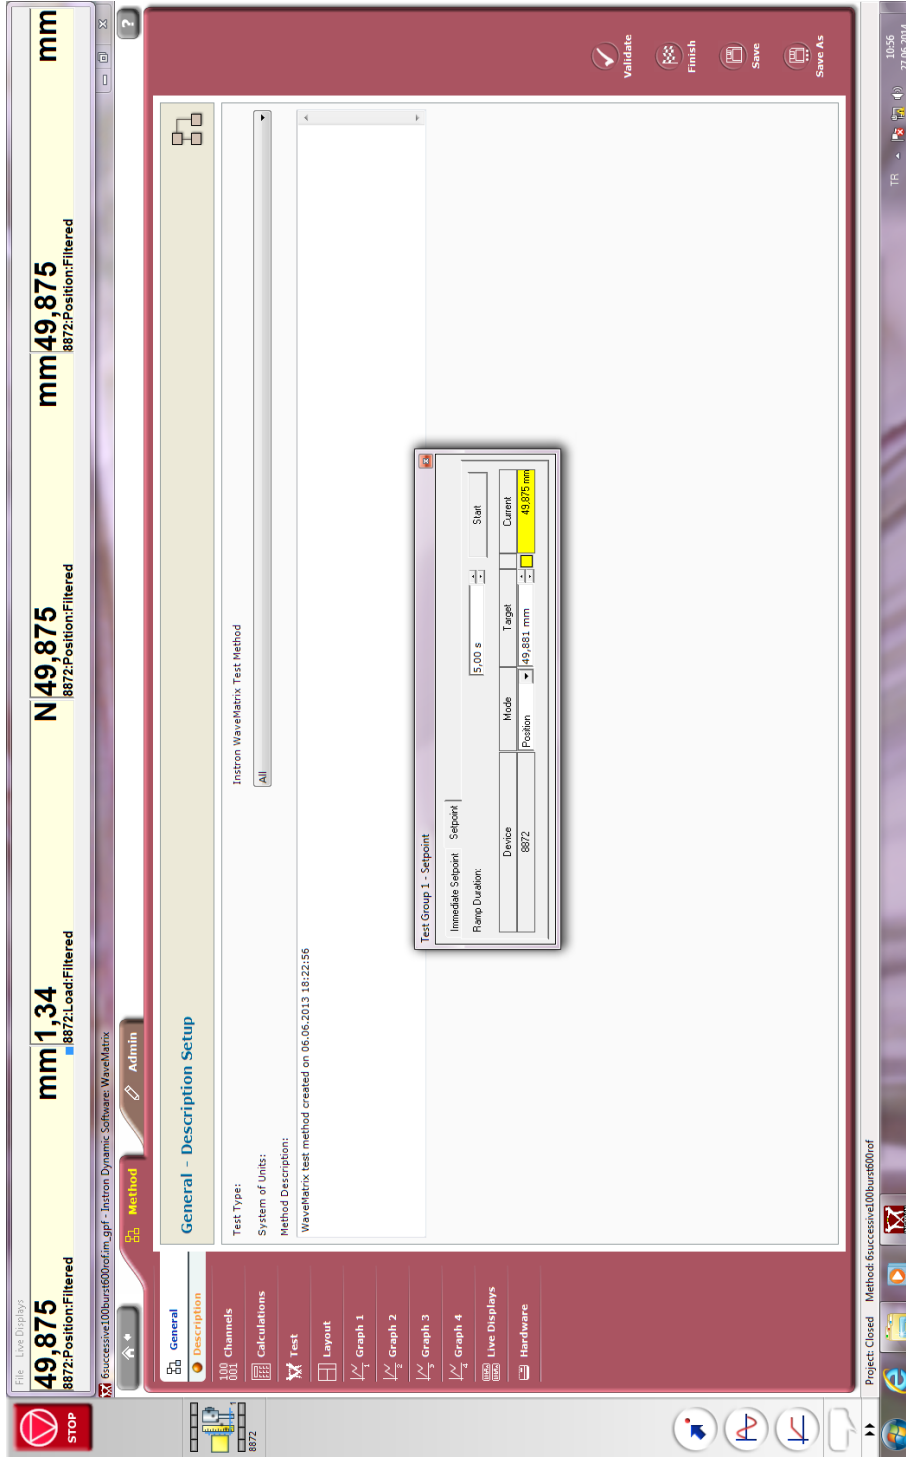 File Live Displays
49,875 mm
8872:Position:Filtered
1,34 N
8872:Load:Filtered
49,875 mm
8872:Position:Filtered
49,875 mm
8872:Position:Filtered
STOP
6successive100burst600rof.im_gpf - Instron Dynamic Software: WaveMatrix
Method
Admin
?
8872
General
Description
100
001 Channels
Calculations
Test
Layout
Graph 1
Graph 2
Graph 3
Graph 4
Live Displays
Hardware
General - Description Setup
Test Type:
Instron WaveMatrix Test Method
System of Units:
All
Method Description:
WaveMatrix test method created on 06.06.2013 18:22:56
Test Group 1 - Setpoint
Immediate Setpoint Setpoint
Ramp Duration:
5,00 s
Start
Device Mode Target Current
8872 Position 49,881 mm 49,875 mm
Validate
Finish
Save
Save As
Project: Closed Method: 6successive100burst600rof
TR
10:56
27.06.2014